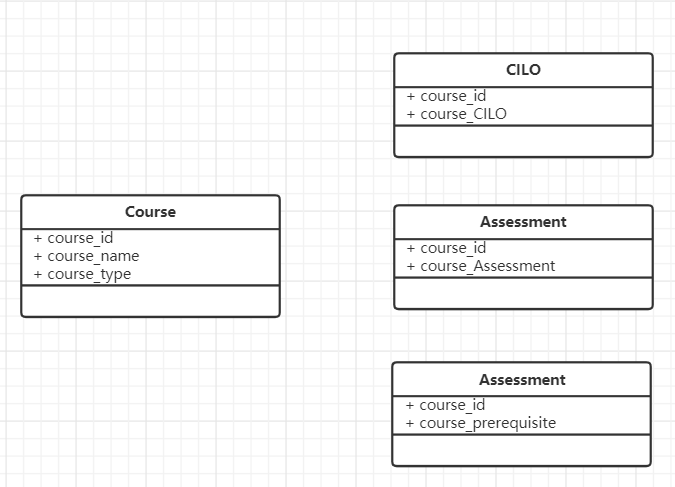 Course
+ course_id
+ course_name
+ course_type
CILO
+ course_id
+ course_CILO
Assessment
+ course_id
+ course_Assessment
Assessment
+ course_id
+ course_prerequisite